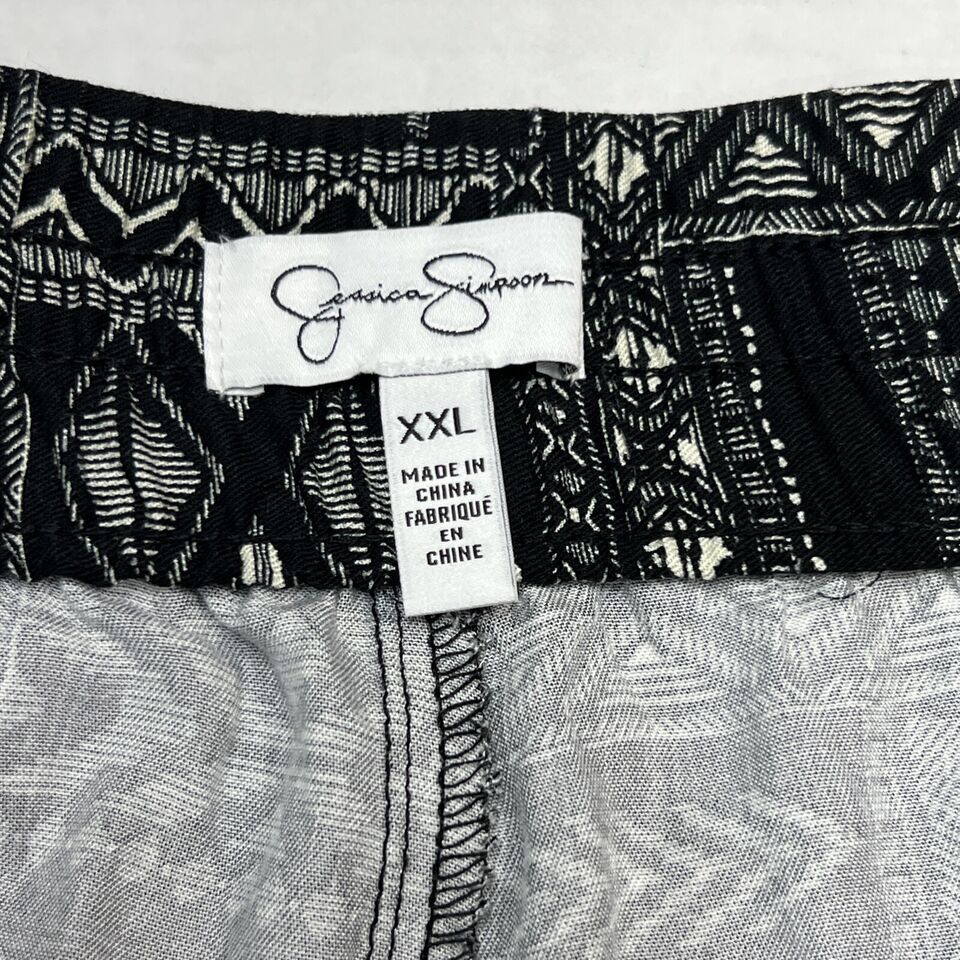 Jessica Simpson
XXL
MADE IN
CHINA
FABRIQUÉ
EN
CHINE